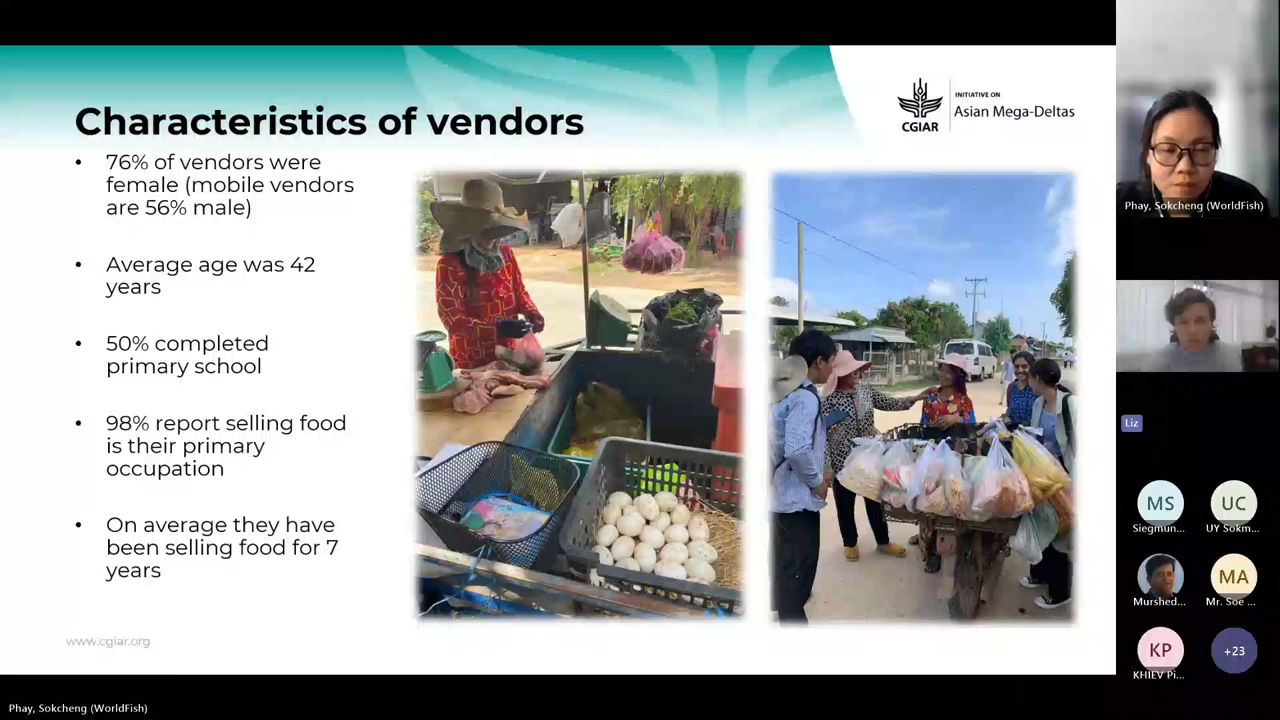 Characteristics of vendors
INITIATIVE ON
Asian Mega-Deltas
CGIAR
• 76% of vendors were
female (mobile vendors
are 56% male)
• Average age was 42
years
• 50% completed
primary school
• 98% report selling food
is their primary
occupation
• On average they have
been selling food for 7
years
www.cgiar.org
Phay, Sokcheng (WorldFish)
Phay, Sokcheng (WorldFish)
Liz
MS
UC
Siegmun...
UY Sokm...
MA
Murshed...
Mr. Soe ...
KP
+23
KHIEV Pi...